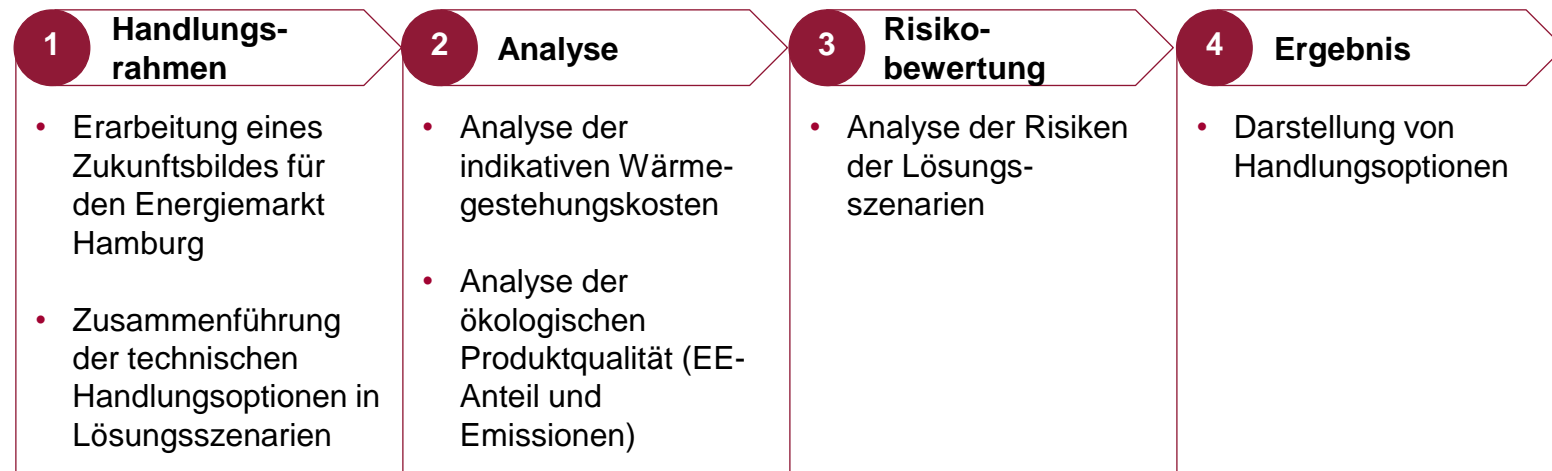 1
Handlungs-
rahmen
• Erarbeitung eines
Zukunftsbildes für
den Energiemarkt
Hamburg
• Zusammenführung
der technischen
Handlungsoptionen in
Lösungsszenarien
2
Analyse
• Analyse der
indikativen Wärme-
gestehungskosten
• Analyse der
ökologischen
Produktqualität (EE-
Anteil und
Emissionen)
3
Risiko-
bewertung
• Analyse der Risiken
der Lösungs-
szenarien
4
Ergebnis
• Darstellung von
Handlungsoptionen